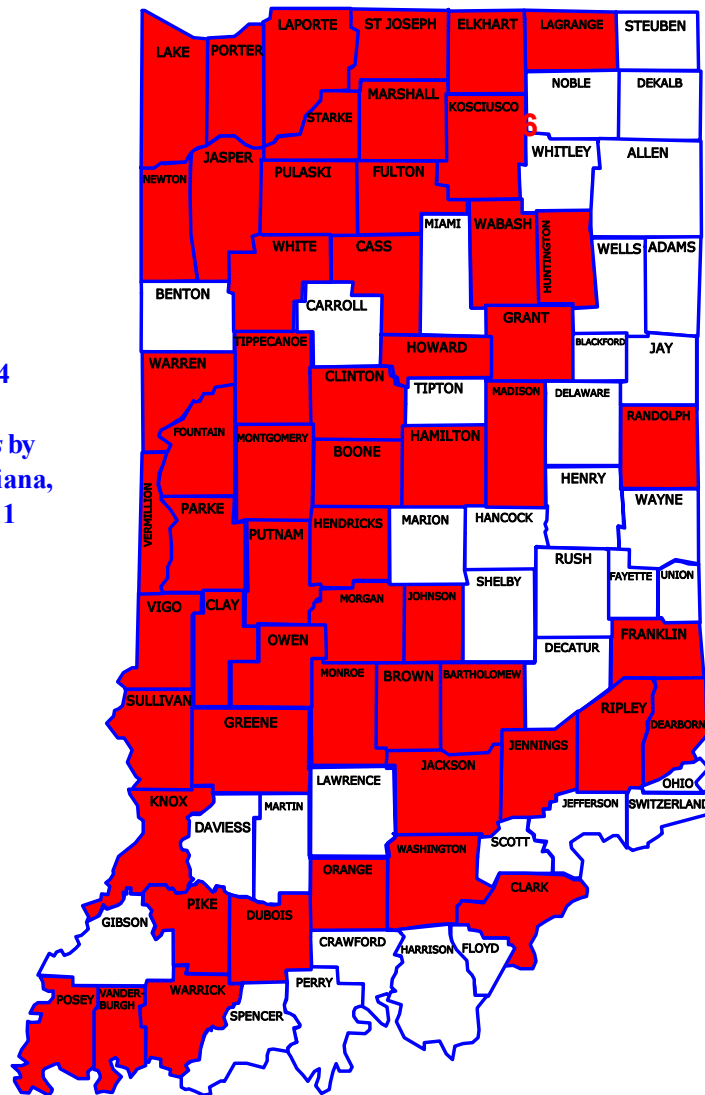 LAPORTE
ST JOSEPH
ELKHART
LAGRANGE
STEUBEN
LAKE
PORTER
NOBLE
DEKALB
MARSHALL
KOSCIUSCO
STARKE
6
WHITLEY
ALLEN
JASPER
PULASKI
FULTON
NEWTON
MIAMI
WABASH
HUNTINGTON
WELLS
ADAMS
WHITE
CASS
BENTON
CARROLL
GRANT
TIPPECANOE
HOWARD
BLACKFORD
JAY
WARREN
4
CLINTON
TIPTON
MADISON
DELAWARE
RANDOLPH
FOUNTAIN
MONTGOMERY
HAMILTON
s by
BOONE
iana,
HENRY
WAYNE
VERMILLION
PARKE
1
HENDRICKS
MARION
HANCOCK
PUTNAM
RUSH
FAYETTE
UNION
SHELBY
VIGO
CLAY
MORGAN
JOHNSON
OWEN
FRANKLIN
DECATUR
MONROE
BROWN
BARTHOLOMEW
SULLIVAN
GREENE
RIPLEY
DEARBORN
JENNINGS
JACKSON
LAWRENCE
OHIO
KNOX
MARTIN
JEFFERSON
SWITZERLAND
DAVIESS
SCOTT
WASHINGTON
ORANGE
CLARK
PIKE
DUBOIS
GIBSON
CRAWFORD
HARRISON
FLOYD
PERRY
WARRICK
VANDER-
BURGH
POSEY
SPENCER